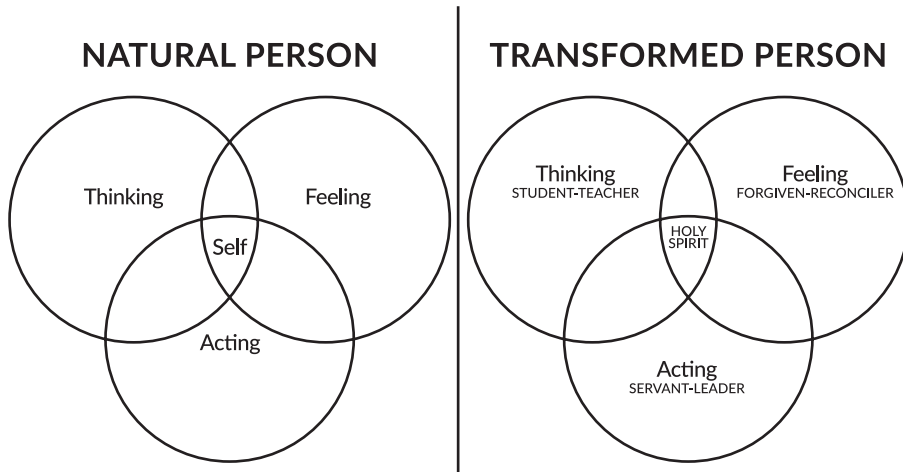 NATURAL PERSON
Thinking
Feeling
Self
Acting
TRANSFORMED PERSON
Thinking
STUDENT-TEACHER
Feeling
FORGIVEN-RECONCILER
HOLY
SPIRIT
Acting
SERVANT-LEADER